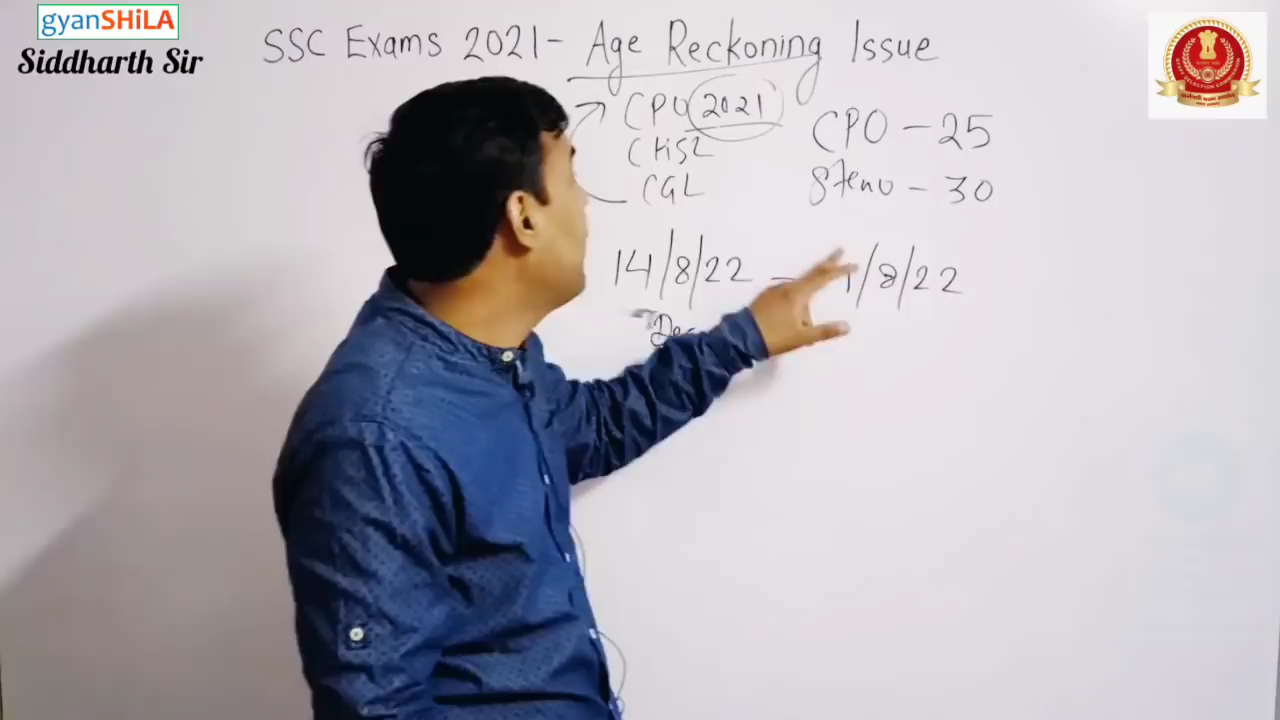 gyanSHiLA
Siddharth Sir
SSC Exams 2021 - Age Reckoning Issue
CPO 2021
CHSL
CGL
CPO - 25
Steno - 30
14/8/22 - 1/8/22